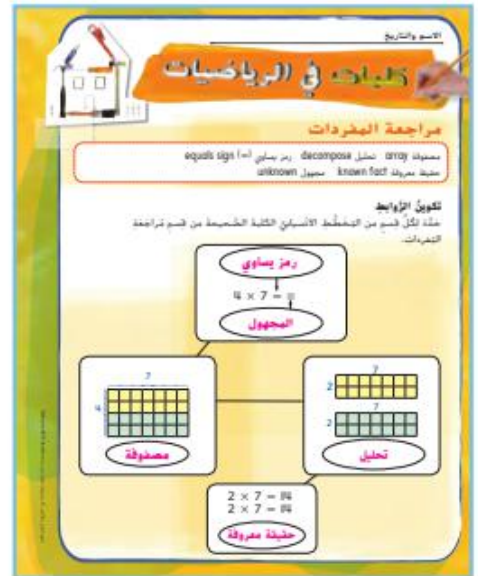 الاسم والتاريخ
كلمات في الرياضيات
مراجعة المفردات
مصفوفة array تحليل decompose رمز يساوي (=) equals sign
حقيقة معروفة known fact مجهول unknown
تكوين الروابط
رمز يساوي
4 × 7 = ■
المجهول
7
4
مصفوفة
7
2
7
2
تحليل
2 × 7 = 14
2 × 7 = 14
حقيقة معروفة